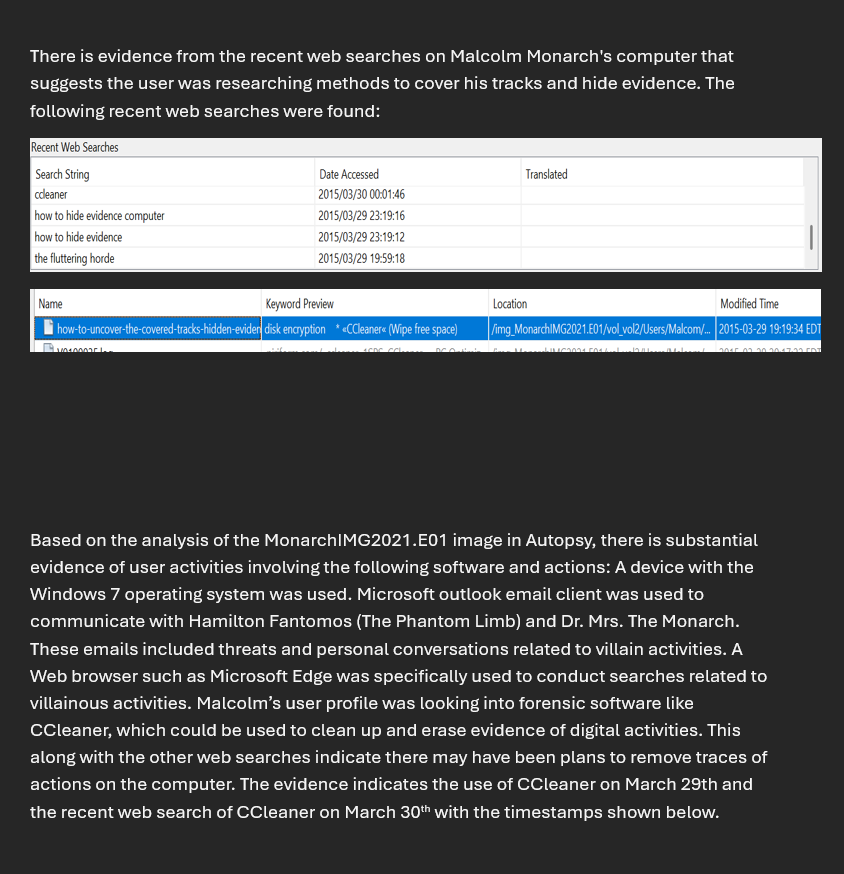 There is evidence from the recent web searches on Malcolm Monarch's computer that
suggests the user was researching methods to cover his tracks and hide evidence. The
following recent web searches were found:
Recent Web Searches
Search String Date Accessed Translated
ccleaner 2015/03/30 00:01:46
how to hide evidence computer 2015/03/29 23:19:16
how to hide evidence 2015/03/29 23:19:12
the fluttering horde 2015/03/29 19:59:18
Name Keyword Preview Location Modified Time
how-to-uncover-the-covered-tracks-hidden-eviden disk encryption * «CCleaner« (Wipe free space) /img_MonarchIMG2021.E01/vol_vol2/Users/Malcom/... 2015-03-29 19:19:34 EDT
Based on the analysis of the MonarchIMG2021.E01 image in Autopsy, there is substantial
evidence of user activities involving the following software and actions: A device with the
Windows 7 operating system was used. Microsoft outlook email client was used to
communicate with Hamilton Fantomos (The Phantom Limb) and Dr. Mrs. The Monarch.
These emails included threats and personal conversations related to villain activities. A
Web browser such as Microsoft Edge was specifically used to conduct searches related to
villainous activities. Malcolm’s user profile was looking into forensic software like
CCleaner, which could be used to clean up and erase evidence of digital activities. This
along with the other web searches indicate there may have been plans to remove traces of
actions on the computer. The evidence indicates the use of CCleaner on March 29th and
the recent web search of CCleaner on March 30th with the timestamps shown below.